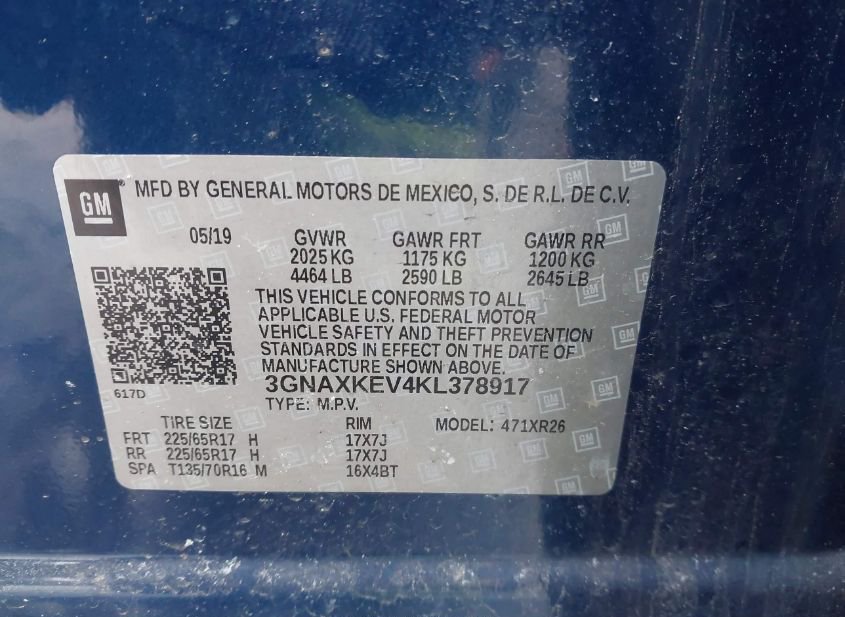 GM ® MFD BY GENERAL MOTORS DE MEXICO, S. DE R.L. DE C.V.
05/19 GVWR GAWR FRT GAWR RR
2025 KG 1175 KG 1200 KG
4464 LB 2590 LB 2645 LB
THIS VEHICLE CONFORMS TO ALL
APPLICABLE U.S. FEDERAL MOTOR
VEHICLE SAFETY AND THEFT PREVENTION
STANDARDS IN EFFECT ON THE DATE OF
MANUFACTURE SHOWN ABOVE.
617D 3GNAXKEV4KL378917
TYPE: M.P.V.
TIRE SIZE RIM MODEL: 471XR26
FRT 225/65R17 H 17X7J
RR 225/65R17 H 17X7J
SPA T135/70R16 M 16X4BT